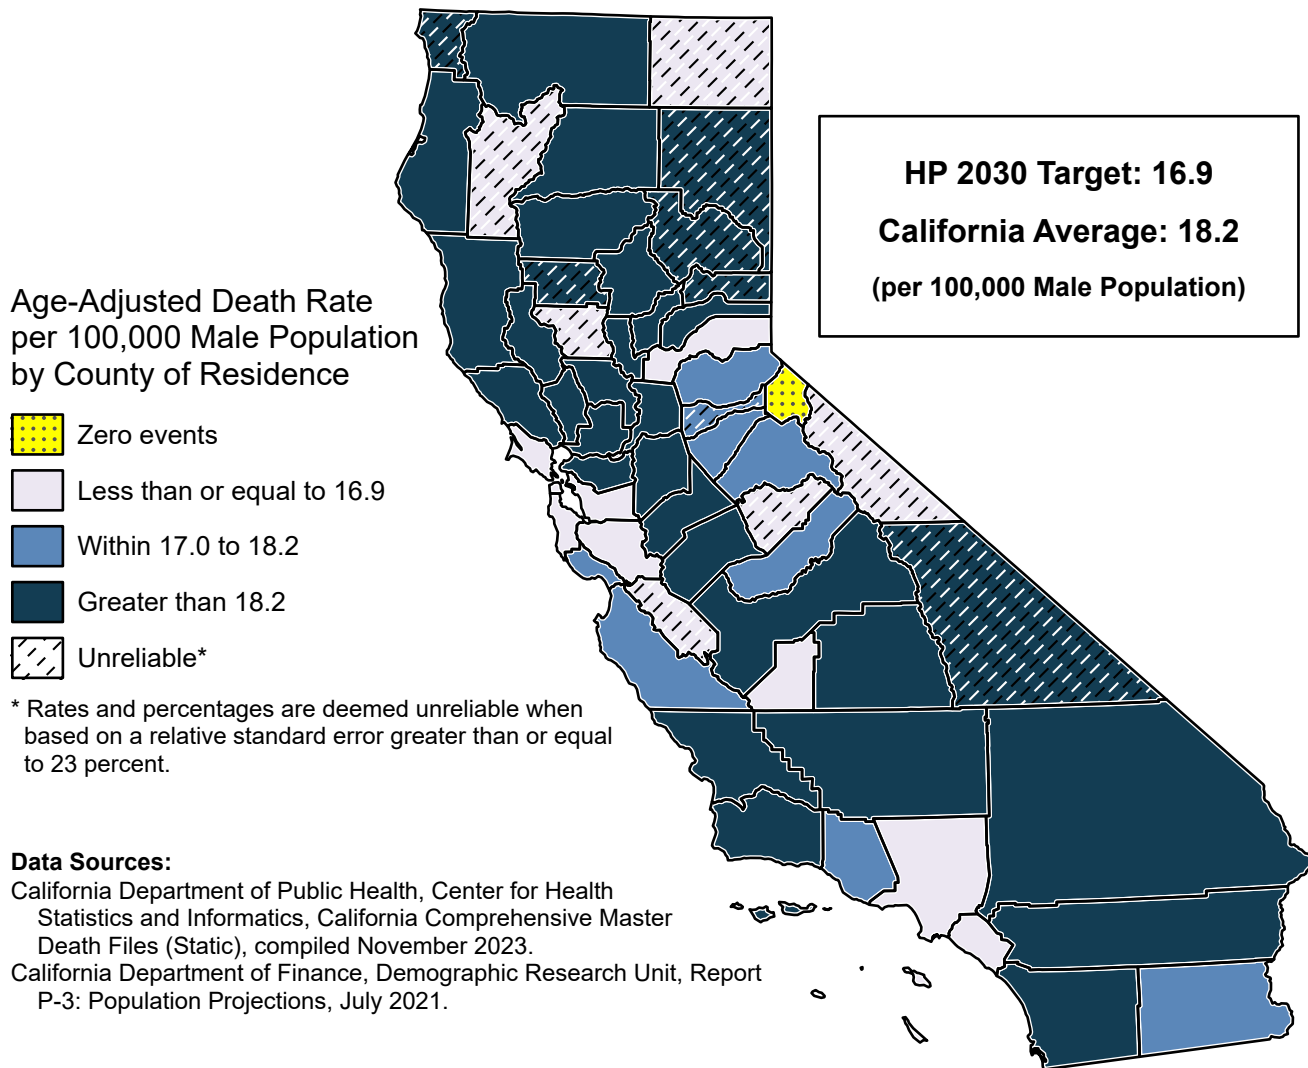 HP 2030 Target: 16.9
California Average: 18.2
(per 100,000 Male Population)
Age-Adjusted Death Rate
per 100,000 Male Population
by County of Residence
Zero events
Less than or equal to 16.9
Within 17.0 to 18.2
Greater than 18.2
Unreliable*
* Rates and percentages are deemed unreliable when
based on a relative standard error greater than or equal
to 23 percent.
Data Sources:
California Department of Public Health, Center for Health
Statistics and Informatics, California Comprehensive Master
Death Files (Static), compiled November 2023.
California Department of Finance, Demographic Research Unit, Report
P-3: Population Projections, July 2021.